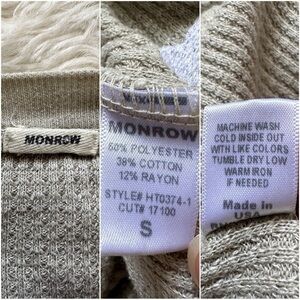 MONROW
MONROW
50% POLYESTER
38% COTTON
12% RAYON
STYLE# HT0374-1
CUT# 17100
S
MACHINE WASH
COLD INSIDE OUT
WITH LIKE COLORS
TUMBLE DRY LOW
WARM IRON
IF NEEDED
Made in
USA